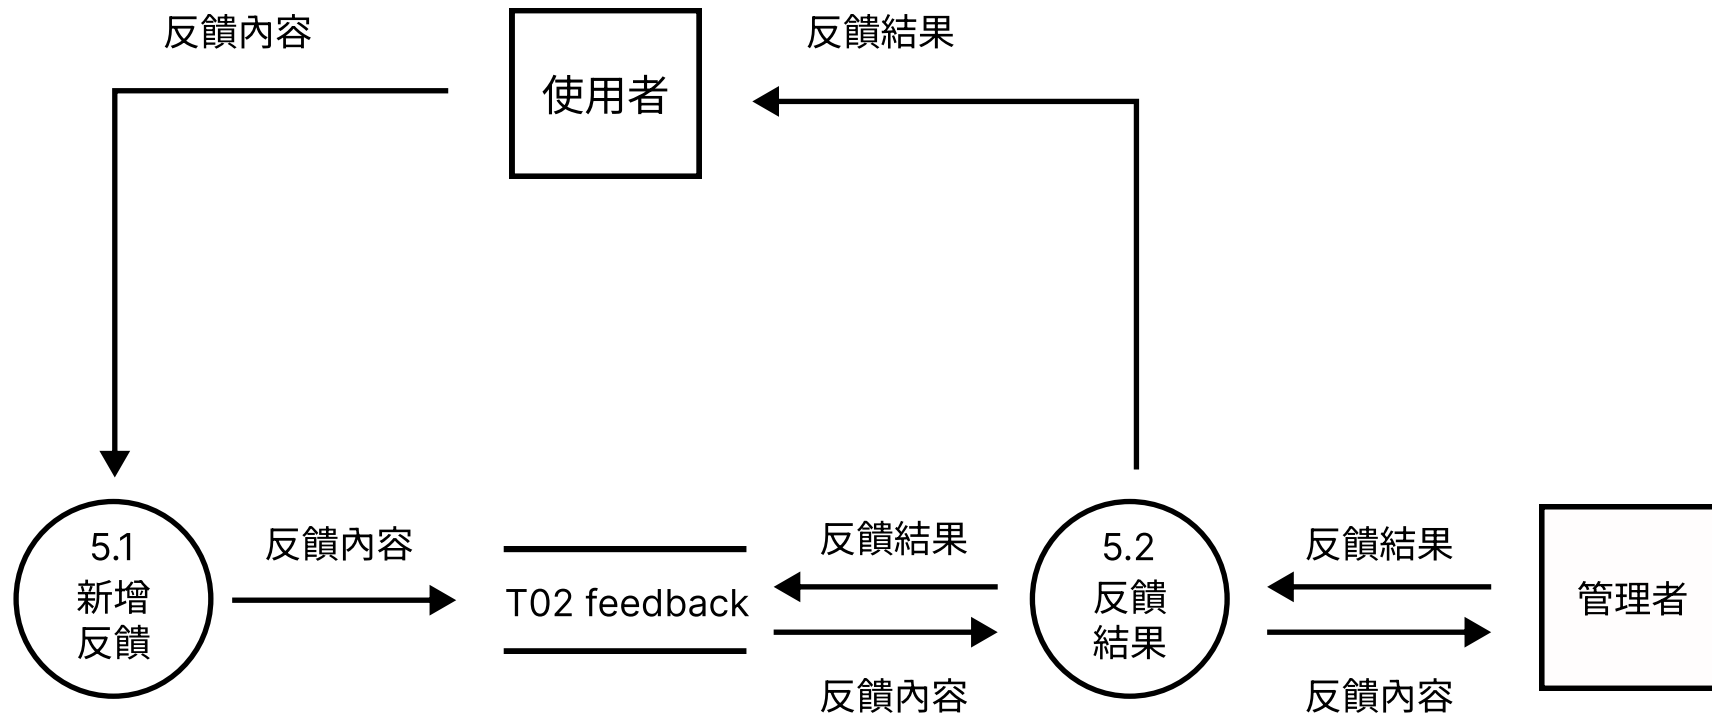 反饋內容
反饋結果
使用者
5.1
新增
反饋
反饋內容
T02 feedback
反饋結果
反饋內容
5.2
反饋
結果
反饋結果
反饋內容
管理者